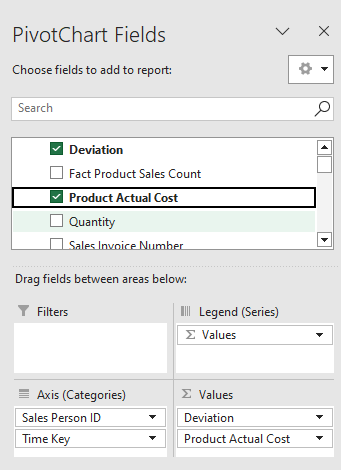 PivotChart Fields
Choose fields to add to report:
Search
Deviation
Fact Product Sales Count
Product Actual Cost
Quantity
Sales Invoice Number
Drag fields between areas below:
Filters
Legend (Series)
Σ Values
Axis (Categories)
Sales Person ID
Time Key
Σ Values
Deviation
Product Actual Cost